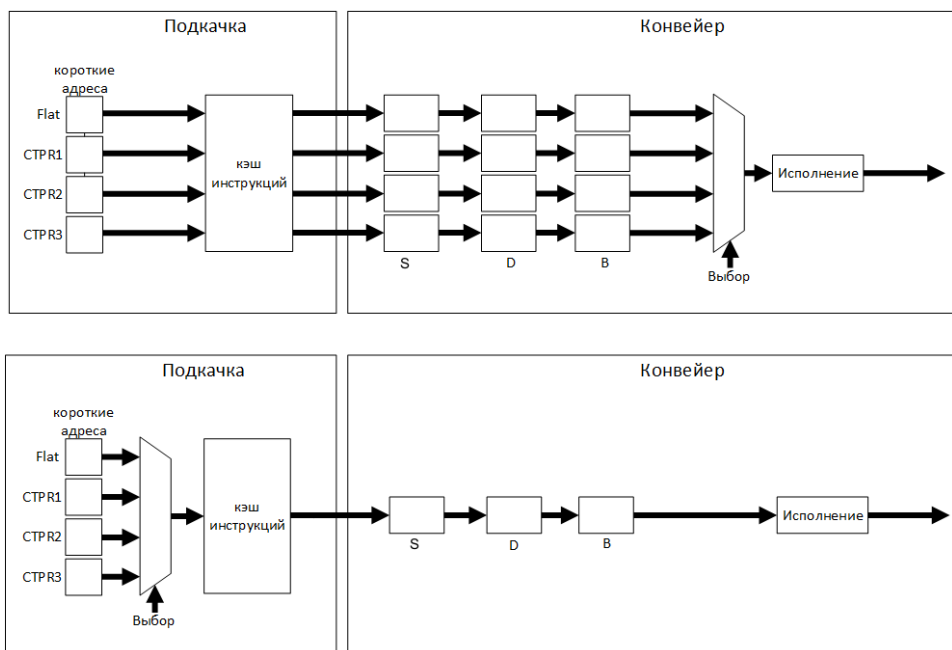 Подкачка
Конвейер
короткие
адреса
Flat
CTPR1
CTPR2
CTPR3
кэш
инструкций
S
D
B
Выбор
Исполнение
Подкачка
Конвейер
короткие
адреса
Flat
CTPR1
CTPR2
CTPR3
Выбор
кэш
инструкций
S
D
B
Исполнение